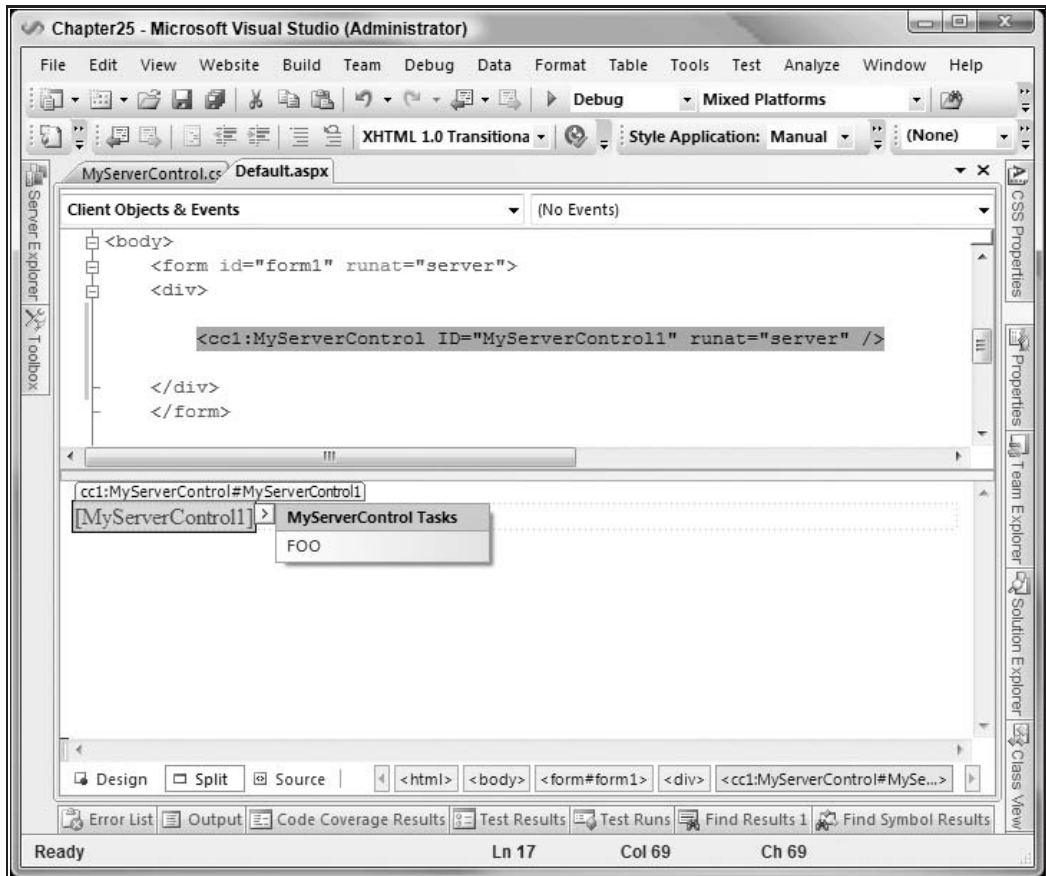 Chapter25 - Microsoft Visual Studio (Administrator)
File Edit View Website Build Team Debug Data Format Table Tools Test Analyze Window Help
Debug Mixed Platforms
XHTML 1.0 Transitiona Style Application: Manual (None)
MyServerControl.cs Default.aspx
Client Objects & Events (No Events)
<body>
<form id="form1" runat="server">
<div>
<cc1:MyServerControl ID="MyServerControl1" runat="server" />
</div>
</form>
cc1:MyServerControl#MyServerControl1
[MyServerControl1] > MyServerControl Tasks
FOO
Design Split Source <html> <body> <form#form1> <div> <cc1:MyServerControl#MySe...>
Error List Output Code Coverage Results Test Results Test Runs Find Results 1 Find Symbol Results
Ready Ln 17 Col 69 Ch 69
Server Explorer
Toolbox
CSS Properties
Properties
Team Explorer
Solution Explorer
Class View